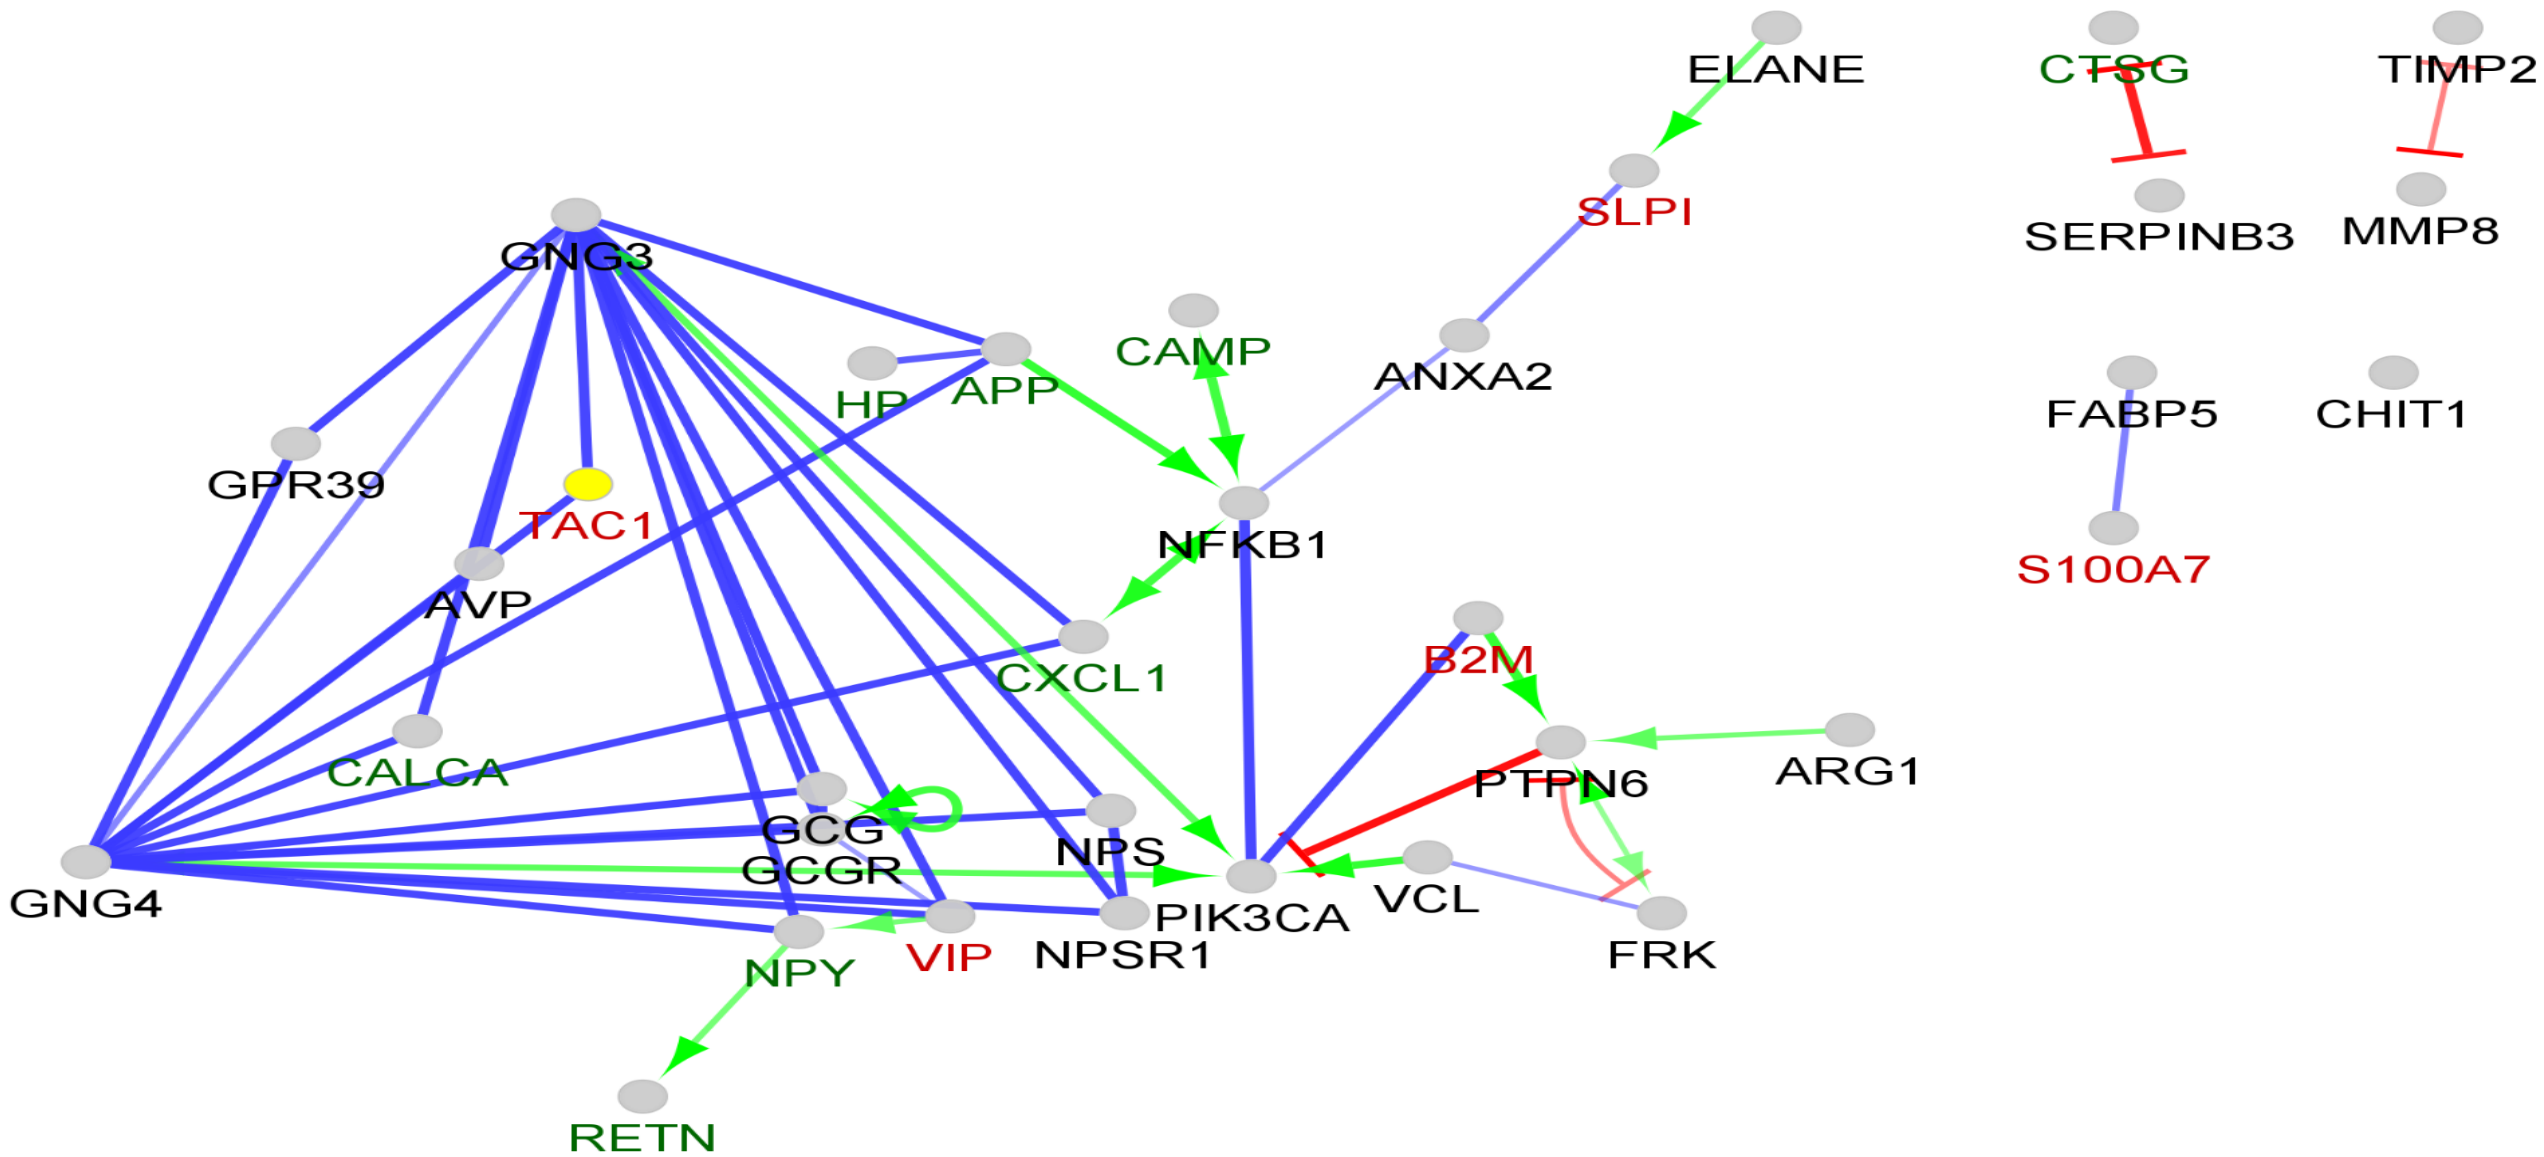 ELANE
CTSG
TIMP2
SLPI
SERPINB3
MMP8
GNG3
CAMP
ANXA2
HP
APP
FABP5
CHIT1
GPR39
TAC1
NFKB1
S100A7
AVP
CXCL1
B2M
CALCA
PTPN6
ARG1
GCG
NPS
GCGR
GNG4
PIK3CA
VCL
NPY
VIP
NPSR1
FRK
RETN